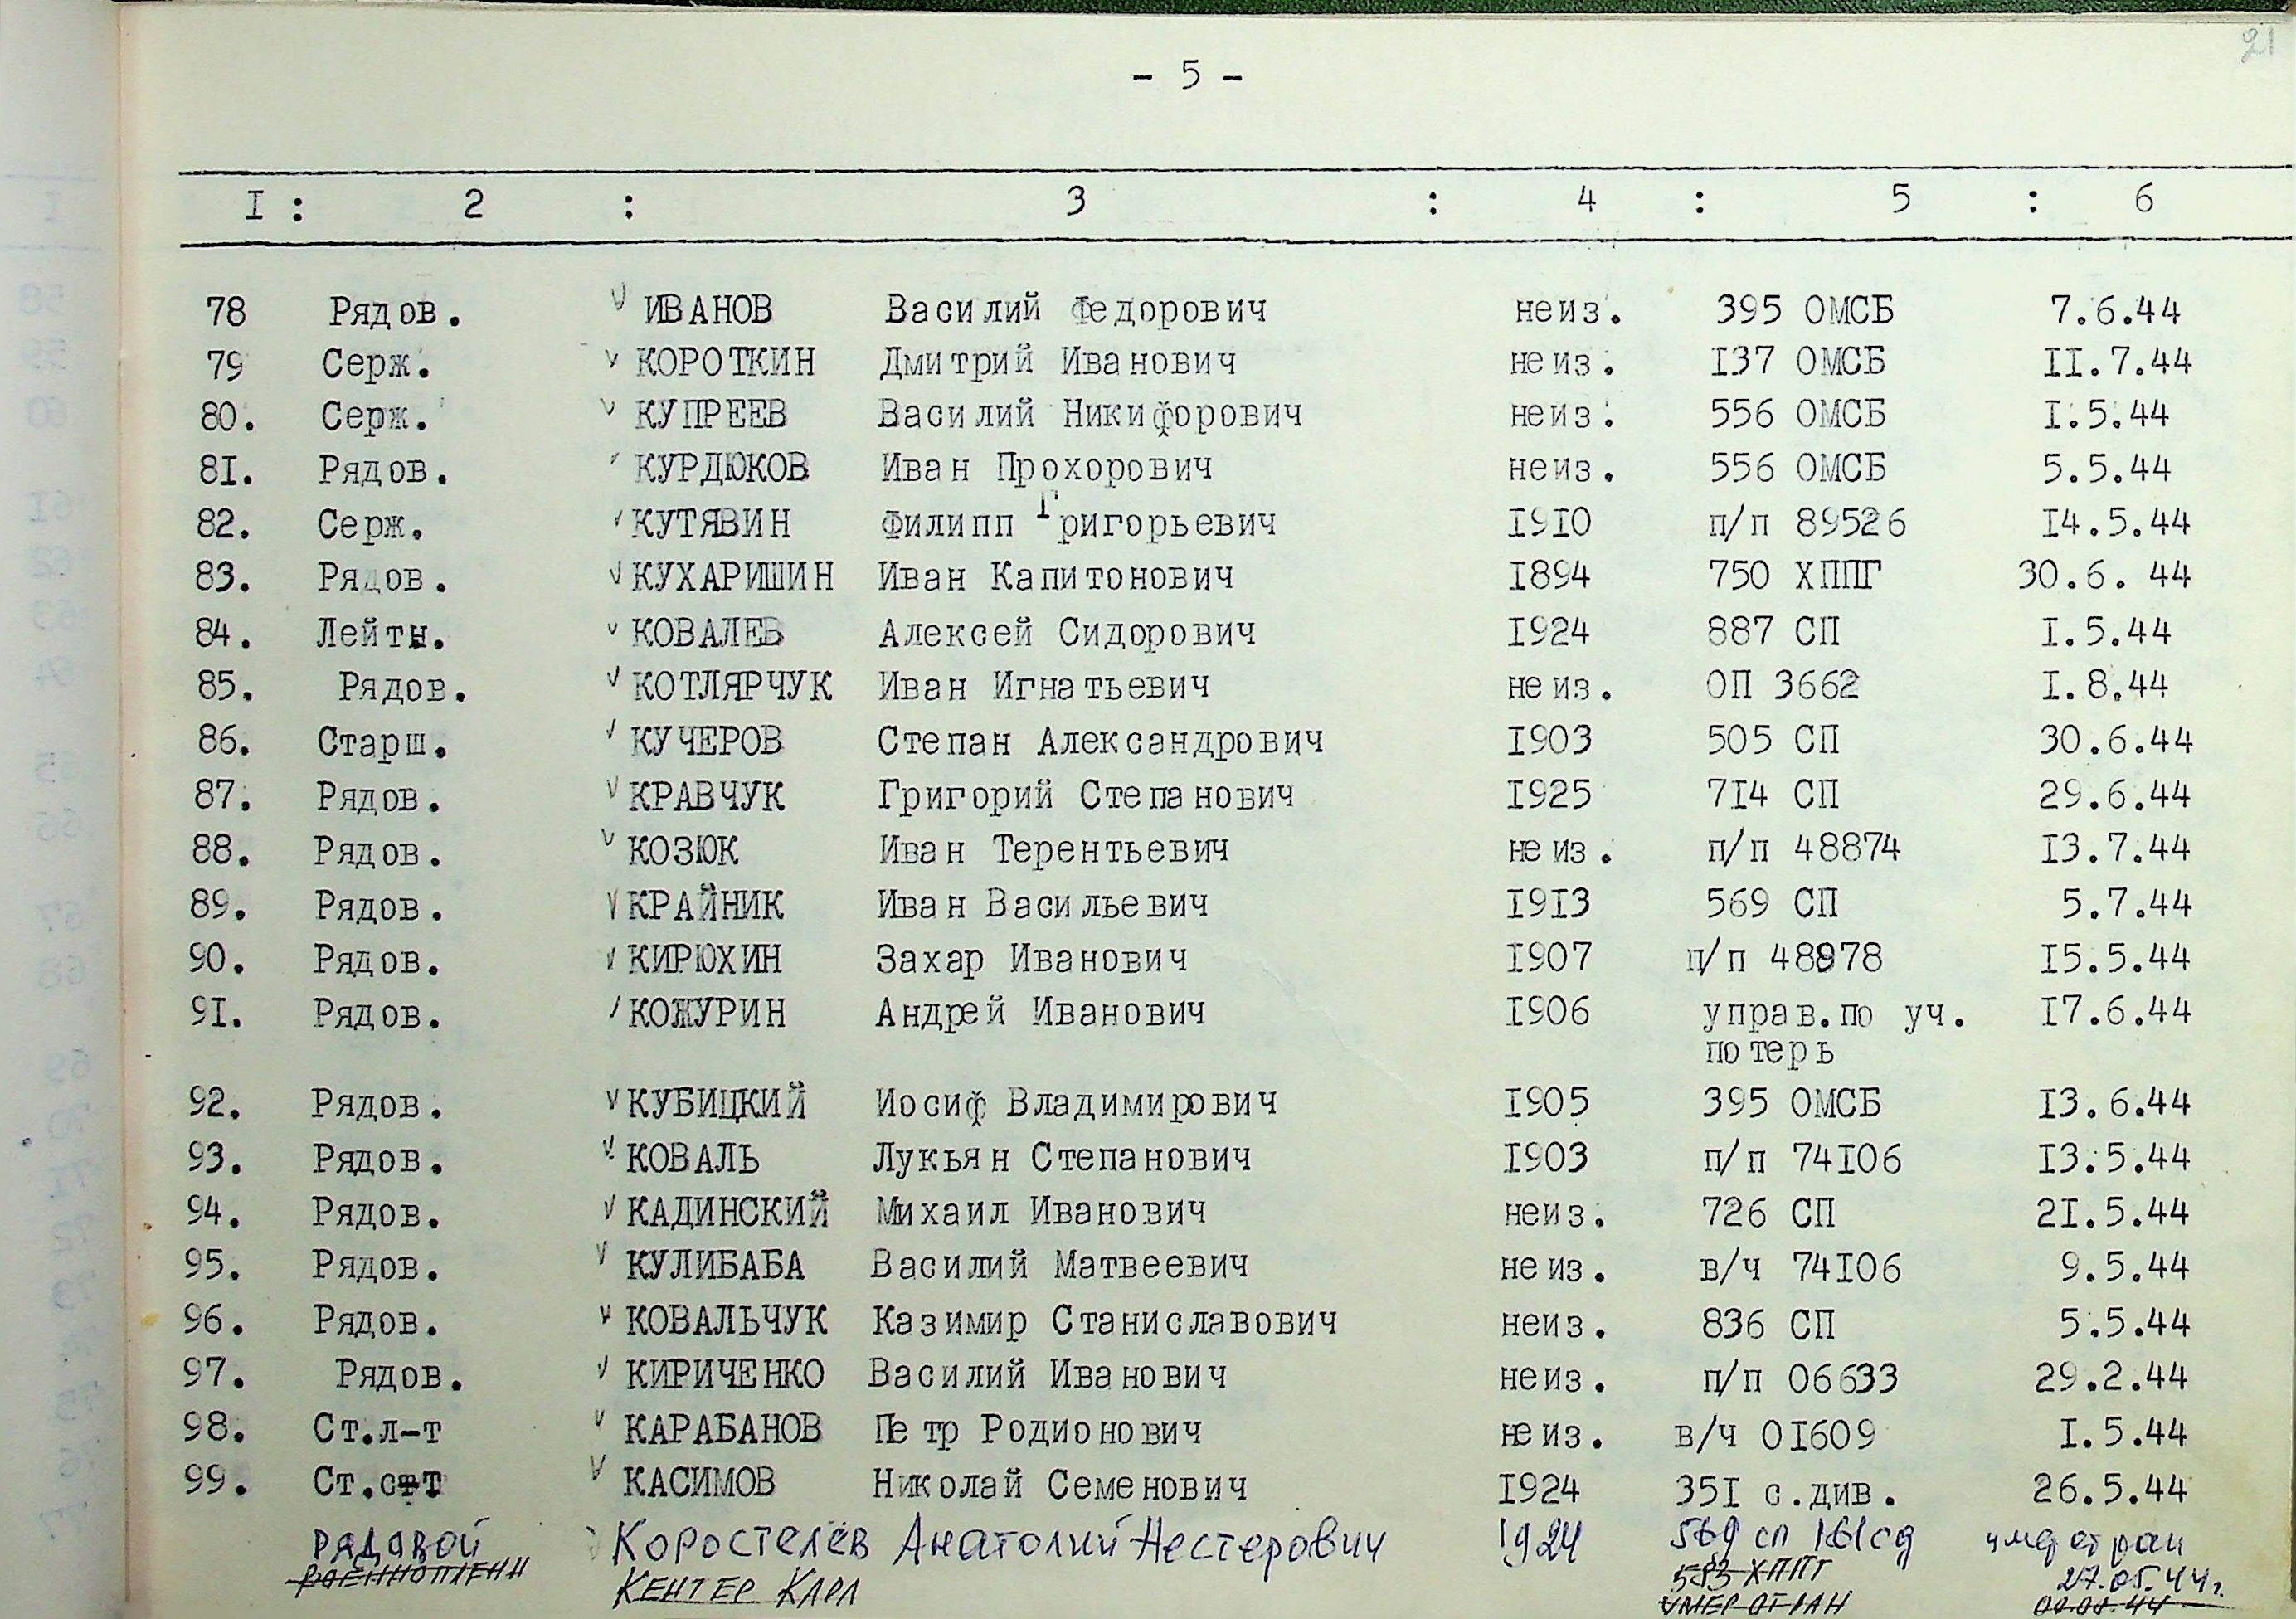 21
- 5 -
I : 2 : 3 : 4 : 5 : 6
78 Рядов. ИВАНОВ Василий Федорович неиз. 395 ОМСБ 7.6.44
79 Серж. КОРОТКИН Дмитрий Иванович неиз. I37 ОМСБ II.7.44
80. Серж. КУПРЕЕВ Василий Никифорович неиз. 556 ОМСБ I.5.44
8I. Рядов. КУРДЮКОВ Иван Прохорович неиз. 556 ОМСБ 5.5.44
82. Серж. КУТЯВИН Филипп Григорьевич I9I0 п/п 89526 I4.5.44
83. Рядов. КУХАРИШИН Иван Капитонович I894 750 ХППГ 30.6. 44
84. Лейтн. КОВАЛЕВ Алексей Сидорович I924 887 СП I.5.44
85. Рядов. КОТЛЯРЧУК Иван Игнатьевич неиз. ОП 3662 I.8.44
86. Старш. КУЧЕРОВ Степан Александрович I903 505 СП 30.6.44
87. Рядов. КРАВЧУК Григорий Степанович I925 7I4 СП 29.6.44
88. Рядов. КОЗЮК Иван Терентьевич неиз. п/п 48874 I3.7.44
89. Рядов. КРАЙНИК Иван Васильевич I9I3 569 СП 5.7.44
90. Рядов. КИРЮХИН Захар Иванович I907 п/п 48978 I5.5.44
9I. Рядов. КОЖУРИН Андрей Иванович I906 управ.по уч. I7.6.44
потерь
92. Рядов. КУБИЦКИЙ Иосиф Владимирович I905 395 ОМСБ I3.6.44
93. Рядов. КОВАЛЬ Лукьян Степанович I903 п/п 74I06 I3.5.44
94. Рядов. КАДИНСКИЙ Михаил Иванович неиз. 726 СП 2I.5.44
95. Рядов. КУЛИБАБА Василий Матвеевич неиз. в/ч 74I06 9.5.44
96. Рядов. КОВАЛЬЧУК Казимир Станиславович неиз. 836 СП 5.5.44
97. Рядов. КИРИЧЕНКО Василий Иванович неиз. п/п 06633 29.2.44
98. Ст.л-т КАРАБАНОВ Петр Родионович неиз. в/ч 0I609 I.5.44
99. Ст.с-т КАСИМОВ Николай Семенович I924 35I с.див. 26.5.44
рядовой Коростелёв Анатолий Нестерович 1924 569 сп 161сд умер от ран
ВОЕННОПЛЕНН КЕНТЕР КАРЛ 583 ХППГ 27.05.44г.
УМЕР ОТ РАН